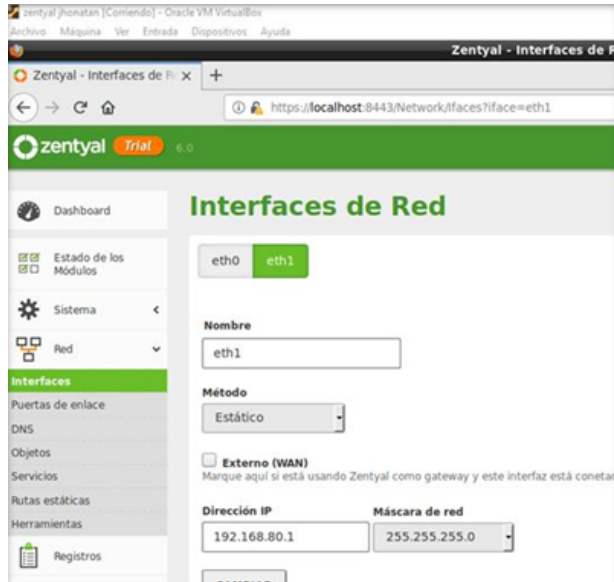 zentyal jhonatan [Corriendo] - Oracle VM VirtualBox
Archivo Máquina Ver Entrada Dispositivos Ayuda
Zentyal - Interfaces de R
Zentyal - Interfaces de R
https://localhost:8443/Network/Ifaces?iface=eth1
zentyal Trial 6.0
Dashboard
Interfaces de Red
Estado de los
Módulos
eth0 eth1
Sistema
Nombre
Red
eth1
Interfaces
Método
Puertas de enlace
Estático
DNS
Objetos
Externo (WAN)
Servicios
Marque aquí si está usando Zentyal como gateway y este interfaz está conectad
Rutas estáticas
Herramientas
Dirección IP Máscara de red
192.168.80.1 255.255.255.0
Registros
CAMBIAR